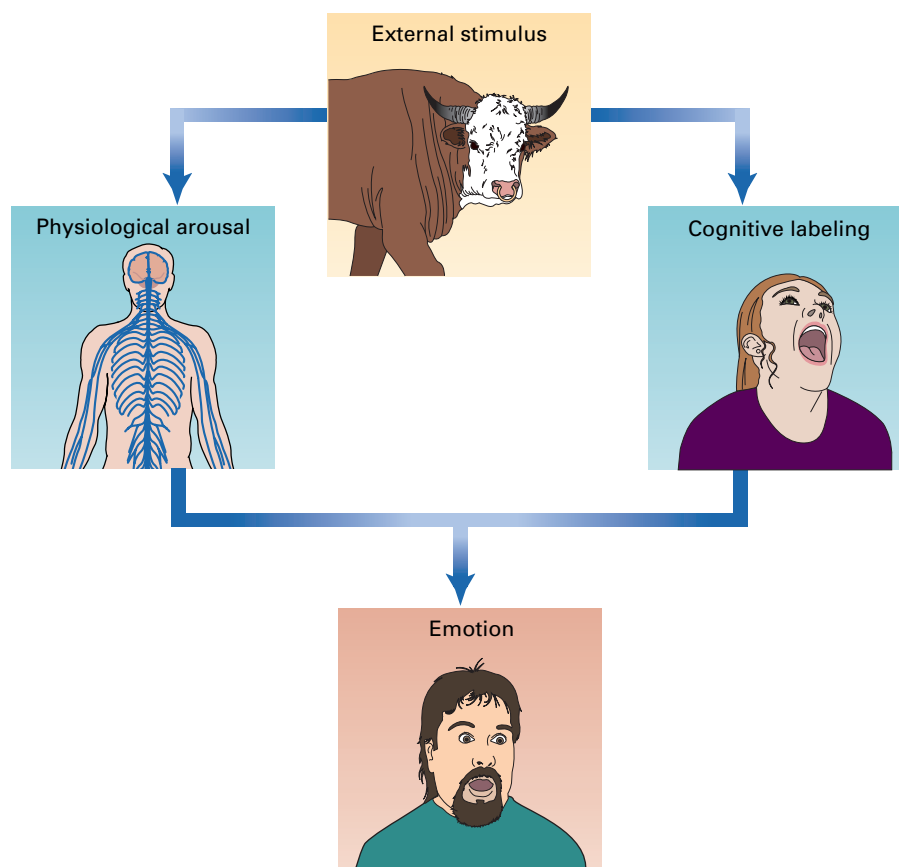 External stimulus
Physiological arousal
Cognitive labeling
Emotion